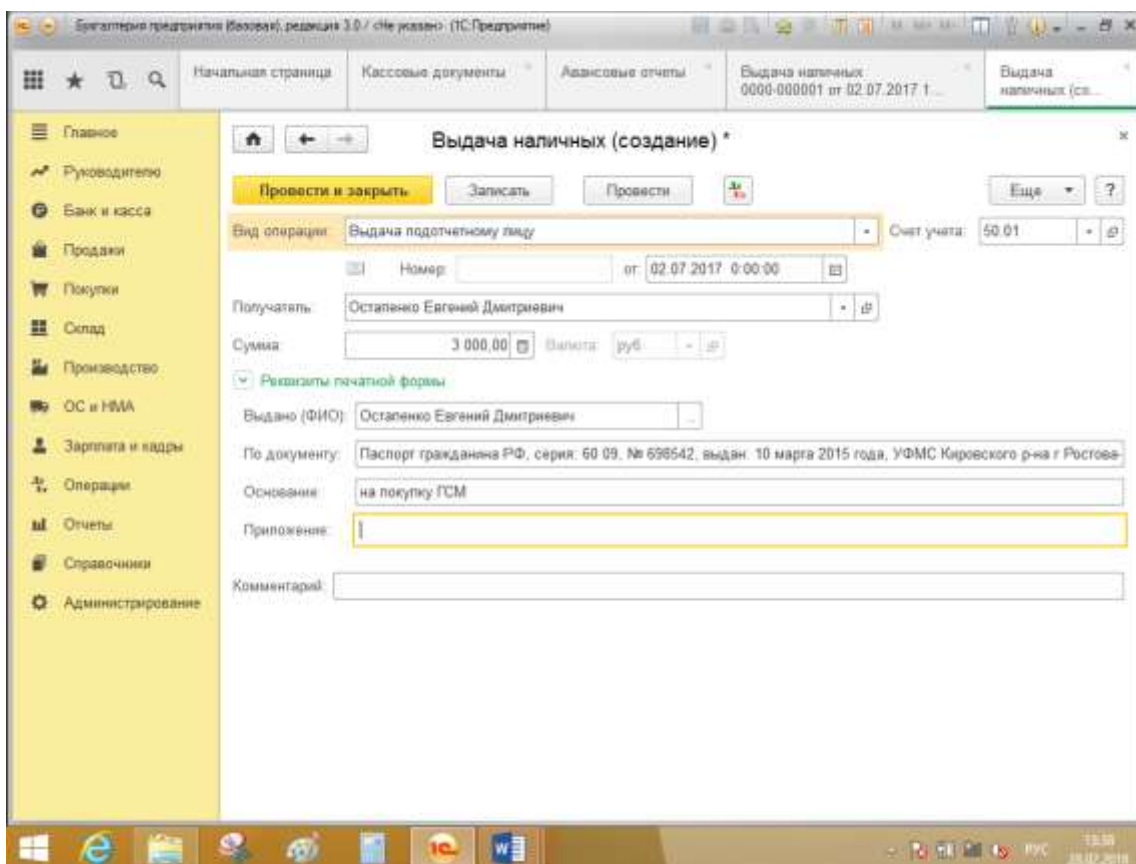 Бухгалтерия предприятия (базовая), редакция 3.0 / <Не указан> (1С:Предприятие)
Начальная страница
Кассовые документы
Авансовые отчеты
Выдача наличных
0000-000001 от 02.07.2017 1...
Выдача
наличных (со...
Главное
Руководителю
Банк и касса
Продажи
Покупки
Склад
Производство
ОС и НМА
Зарплата и кадры
Операции
Отчеты
Справочники
Администрирование
Выдача наличных (создание) *
Провести и закрыть Записать Провести Еще ?
Вид операции: Выдача подотчетному лицу Счет учета: 50.01
Номер: от: 02.07.2017 0:00:00
Получатель: Остапенко Евгений Дмитриевич
Сумма: 3 000,00 Валюта: руб.
Реквизиты печатной формы
Выдано (ФИО): Остапенко Евгений Дмитриевич ...
По документу: Паспорт гражданина РФ, серия: 60 09, № 698542, выдан: 10 марта 2015 года, УФМС Кировского р-на г Ростова-
Основание: на покупку ГСМ
Приложение:
Комментарий:
РУС